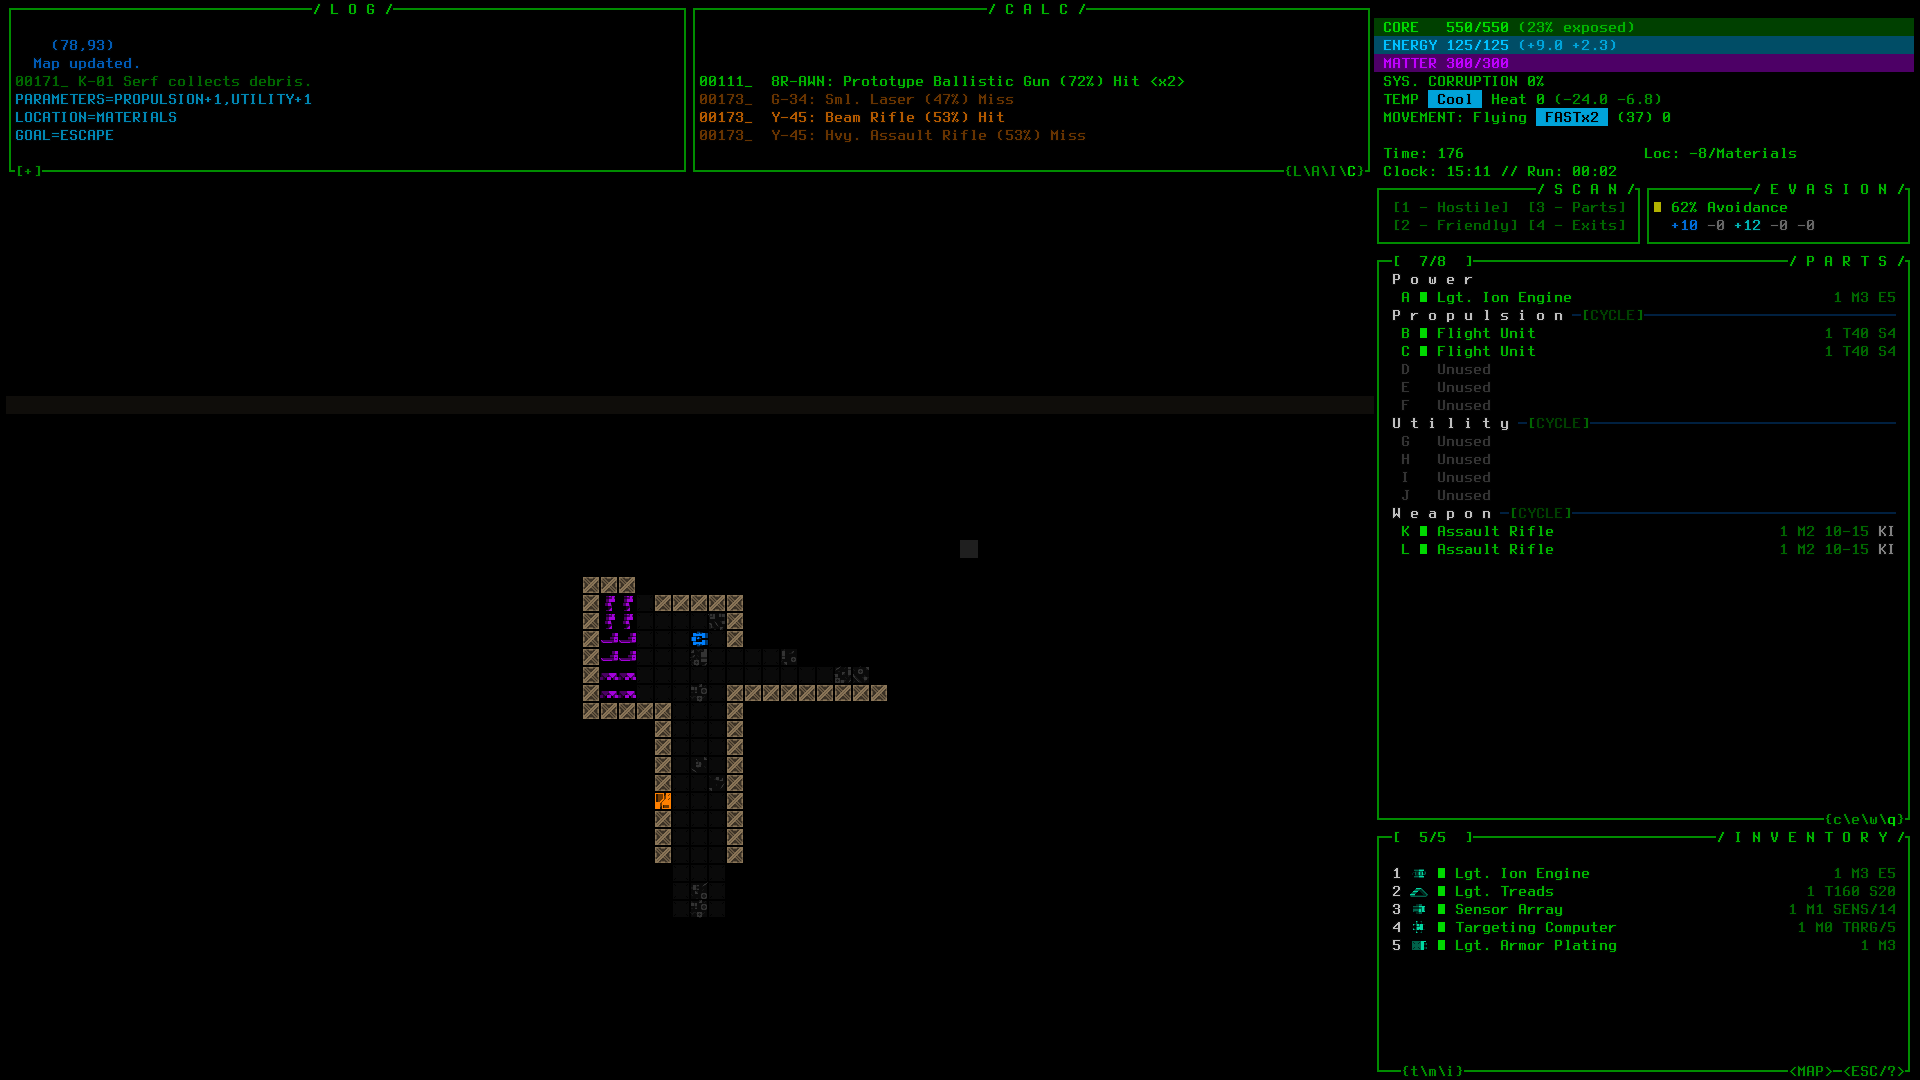 / L O G /
(78,93)
Map updated.
00171_ K-01 Serf collects debris.
PARAMETERS=PROPULSION+1,UTILITY+1
LOCATION=MATERIALS
GOAL=ESCAPE
[+]
/ C A L C /
00111_ 8R-AWN: Prototype Ballistic Gun (72%) Hit <x2>
00173_ G-34: Sml. Laser (47%) Miss
00173_ Y-45: Beam Rifle (53%) Hit
00173_ Y-45: Hvy. Assault Rifle (53%) Miss
{L\A\I\C}
CORE 550/550 (23% exposed)
ENERGY 125/125 (+9.0 +2.3)
MATTER 300/300
SYS. CORRUPTION 0%
TEMP Cool Heat 0 (-24.0 -6.8)
MOVEMENT: Flying FASTx2 (37) 0
Time: 176 Loc: -8/Materials
Clock: 15:11 // Run: 00:02
/ S C A N /
[1 - Hostile] [3 - Parts]
[2 - Friendly] [4 - Exits]
/ E V A S I O N /
62% Avoidance
+10 -0 +12 -0 -0
[ 7/8 ] / P A R T S /
P o w e r
A Lgt. Ion Engine 1 M3 E5
P r o p u l s i o n [CYCLE]
B Flight Unit 1 T40 S4
C Flight Unit 1 T40 S4
D Unused
E Unused
F Unused
U t i l i t y [CYCLE]
G Unused
H Unused
I Unused
J Unused
W e a p o n [CYCLE]
K Assault Rifle 1 M2 10-15 KI
L Assault Rifle 1 M2 10-15 KI
{c\e\w\q}
[ 5/5 ] / I N V E N T O R Y /
1 Lgt. Ion Engine 1 M3 E5
2 Lgt. Treads 1 T160 S20
3 Sensor Array 1 M1 SENS/14
4 Targeting Computer 1 M0 TARG/5
5 Lgt. Armor Plating 1 M3
{t\m\i} <MAP>-<ESC/?>